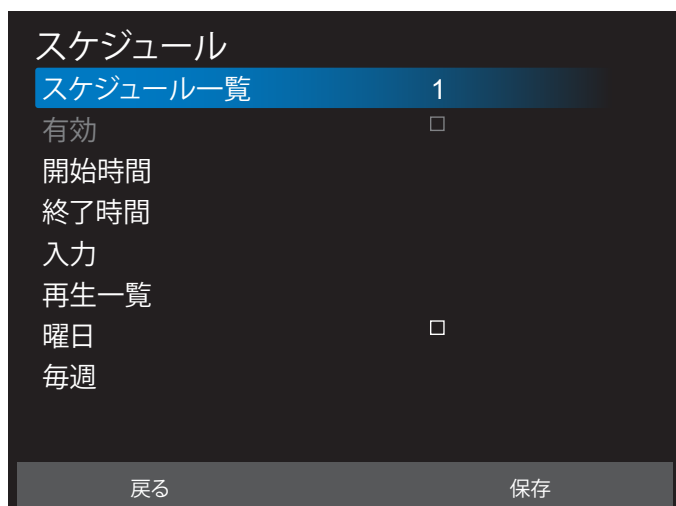 スケジュール
スケジュール一覧 1
有効 □
開始時間
終了時間
入力
再生一覧
曜日 □
毎週
戻る 保存